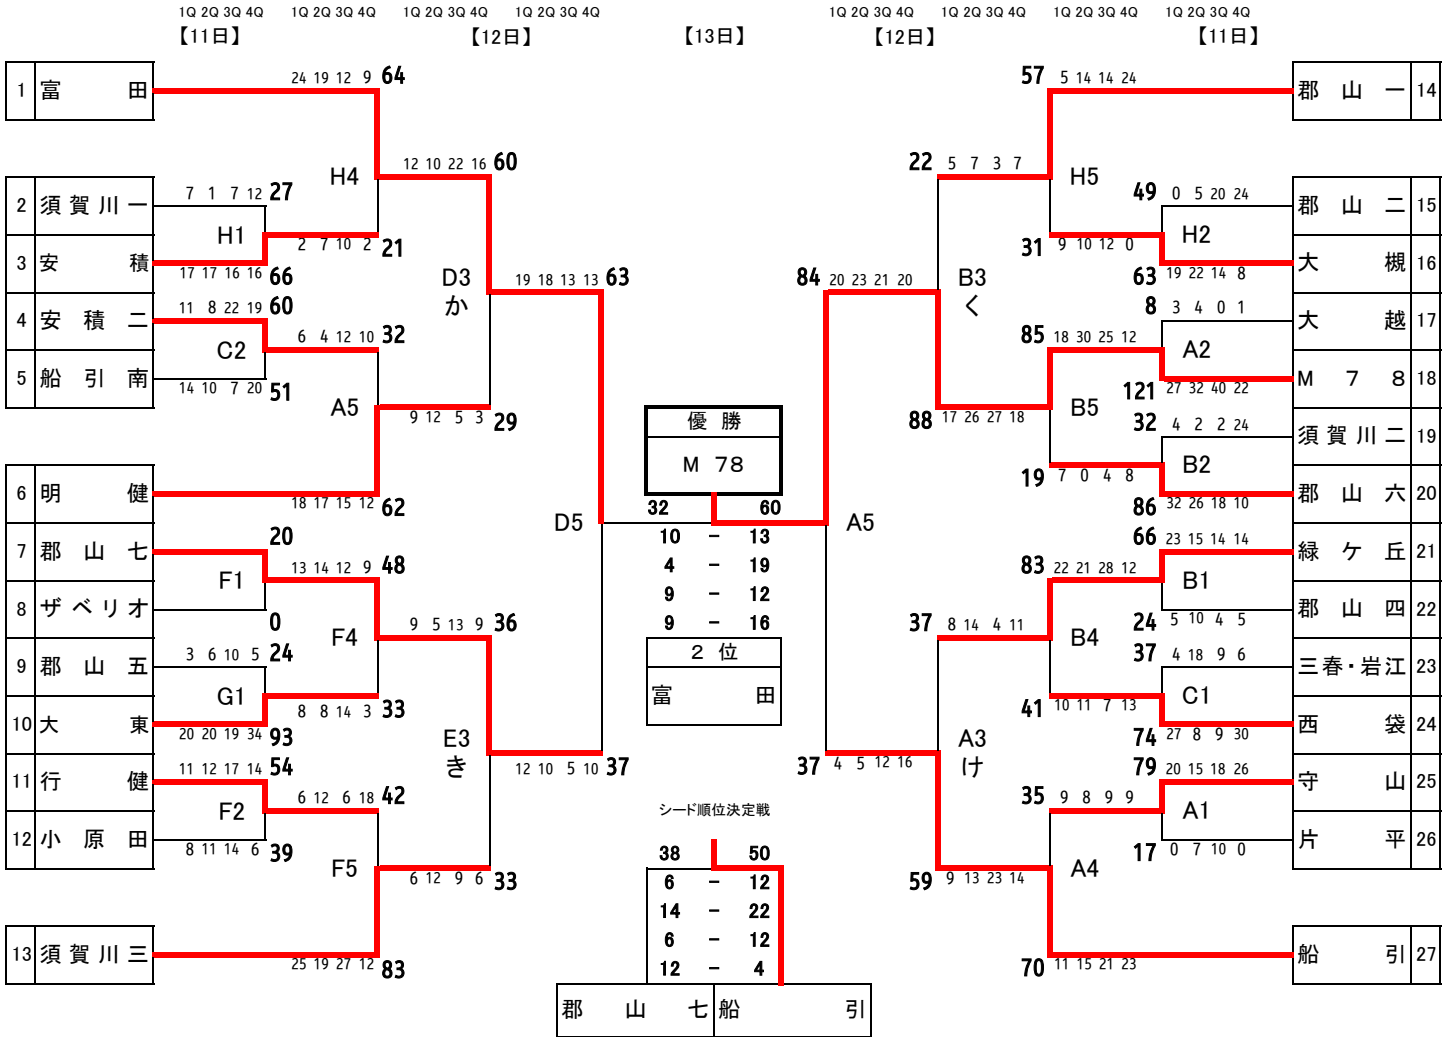 1Q 2Q 3Q 4Q 1Q 2Q 3Q 4Q 1Q 2Q 3Q 4Q 1Q 2Q 3Q 4Q 1Q 2Q 3Q 4Q 1Q 2Q 3Q 4Q 1Q 2Q 3Q 4Q 1Q 2Q 3Q 4Q
【11日】 【12日】 【13日】 【12日】 【11日】
24 19 12 9 64 57 5 14 14 24
1 富田 郡山一 14
12 10 22 16 60 22 5 7 3 7
H4 H5
7 1 7 12 27 49 0 5 20 24
2 須賀川一 郡山二 15
H1 H2
2 7 10 2 21 31 9 10 12 0
3 安積 大槻 16
17 17 16 16 66 63 19 22 14 8
D3 か 19 18 13 13 63 84 20 23 21 20 B3 く
11 8 22 19 60 8 3 4 0 1
4 安積二 大越 17
6 4 12 10 32 85 18 30 25 12
C2 A2
5 船引南 M78 18
14 10 7 20 51 121 27 32 40 22
A5 B5
9 12 5 3 29 88 17 26 27 18
優勝
32 4 2 2 24
須賀川二 19
M 78
B2
19 7 0 4 8
6 明健 郡山六 20
18 17 15 12 62 86 32 26 18 10
32 60
D5 A5
10 - 13
4 - 19
9 - 12
9 - 16
20 66 23 15 14 14
7 郡山七 緑ケ丘 21
13 14 12 9 48 83 22 21 28 12
F1 B1
8 ザベリオ 郡山四 22
0 24 5 10 4 5
9 5 13 9 36 37 8 14 4 11
F4 B4
2位
富田
3 6 10 5 24 37 4 18 9 6
9 郡山五 三春・岩江 23
G1 C1
8 8 14 3 33 41 10 11 7 13
10 大東 西袋 24
20 20 19 34 93 74 27 8 9 30
E3 き A3 け
12 10 5 10 37 37 4 5 12 16
11 12 17 14 54 79 20 15 18 26
11 行健 守山 25
6 12 6 18 42 35 9 8 9 9
F2 A1
12 小原田 片平 26
8 11 14 6 39 17 0 7 10 0
F5 A4
6 12 9 6 33 59 9 13 23 14
シード順位決定戦
38 50
6 - 12
14 - 22
6 - 12
12 - 4
13 須賀川三 船引 27
25 19 27 12 83 70 11 15 21 23
郡山七 船引